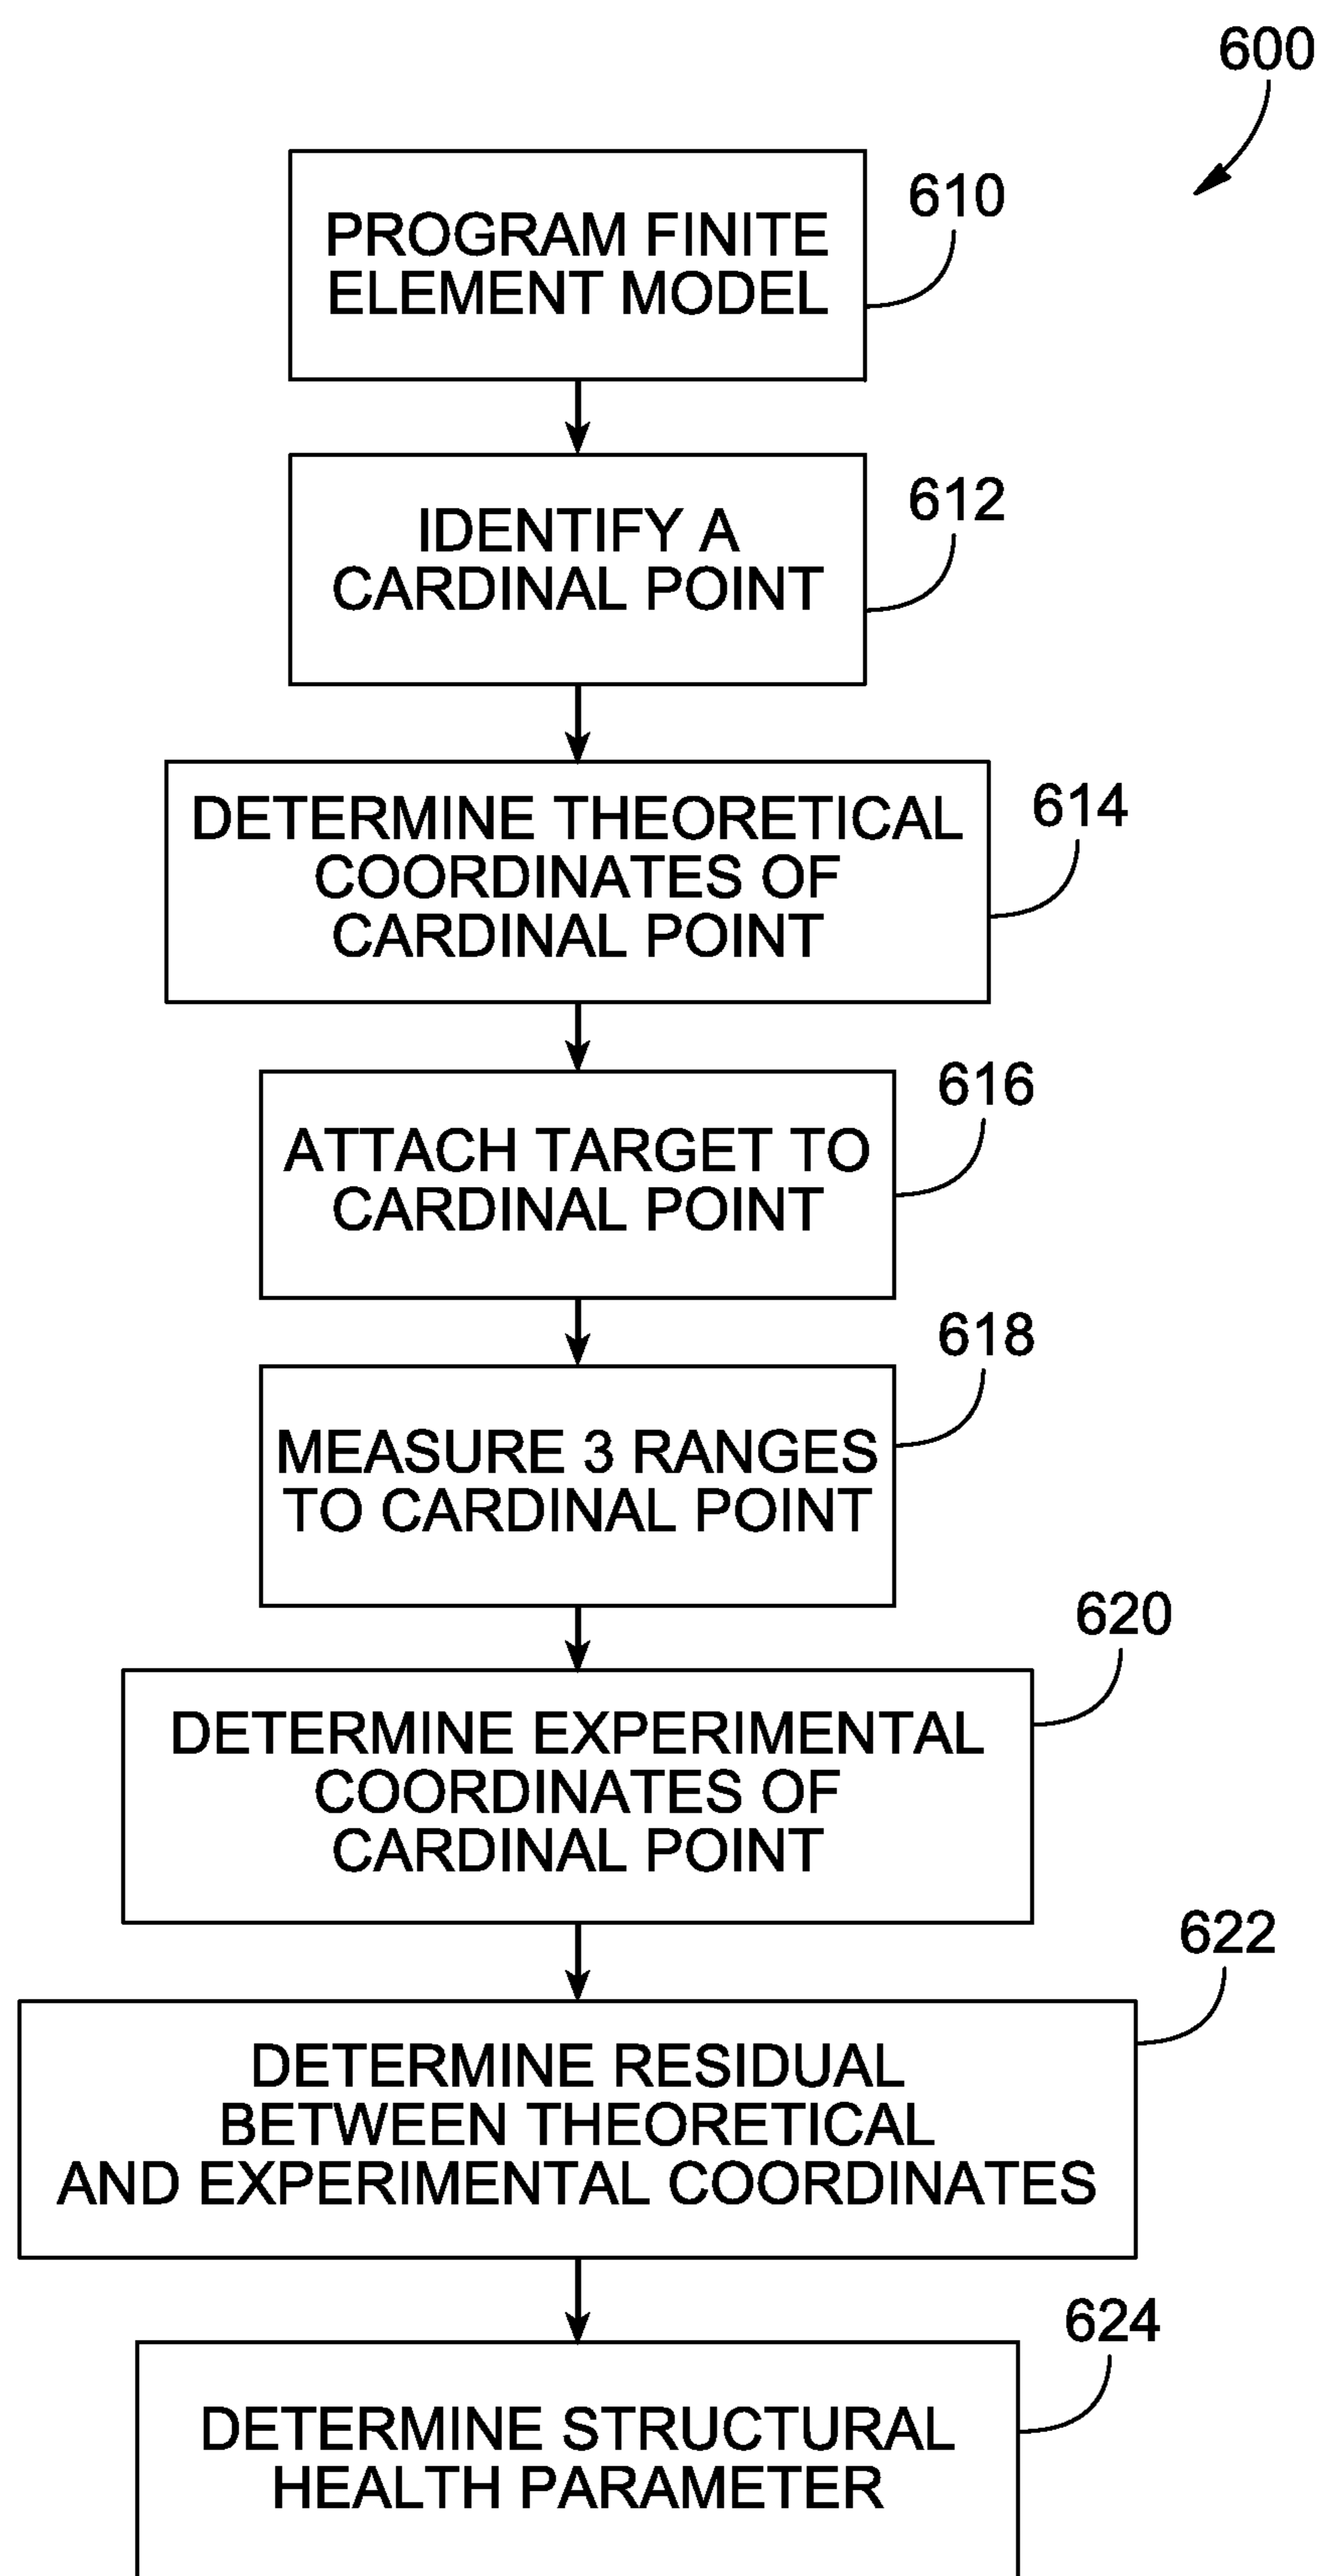 600
PROGRAM FINITE
ELEMENT MODEL
610
IDENTIFY A
CARDINAL POINT
612
DETERMINE THEORETICAL
COORDINATES OF
CARDINAL POINT
614
ATTACH TARGET TO
CARDINAL POINT
616
MEASURE 3 RANGES
TO CARDINAL POINT
618
DETERMINE EXPERIMENTAL
COORDINATES OF
CARDINAL POINT
620
DETERMINE RESIDUAL
BETWEEN THEORETICAL
AND EXPERIMENTAL COORDINATES
622
DETERMINE STRUCTURAL
HEALTH PARAMETER
624